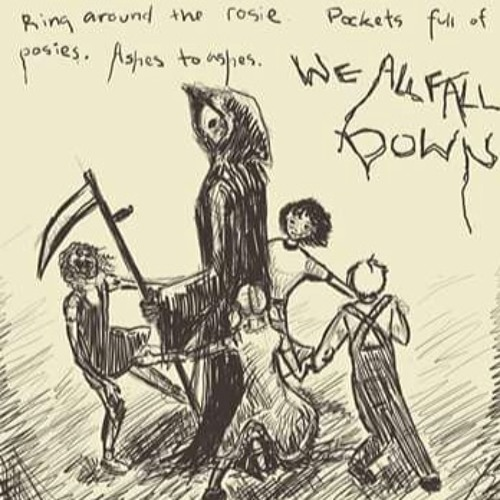 Ring around the rosie. Pockets full of
posies. Ashes to ashes.
WE ALL FALL
DOWN